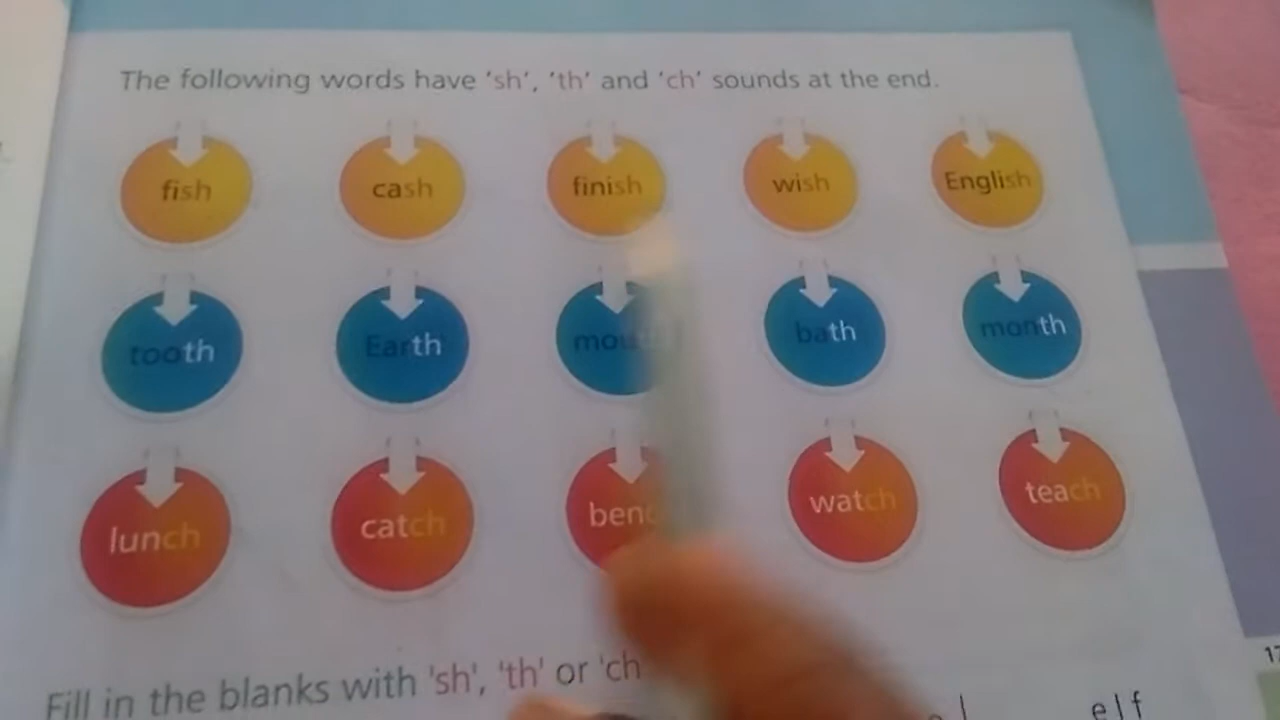 The following words have 'sh', 'th' and 'ch' sounds at the end.
fish cash finish wish English
tooth Earth bath month
lunch catch watch teach
Fill in the blanks with 'sh', 'th' or 'ch
elf